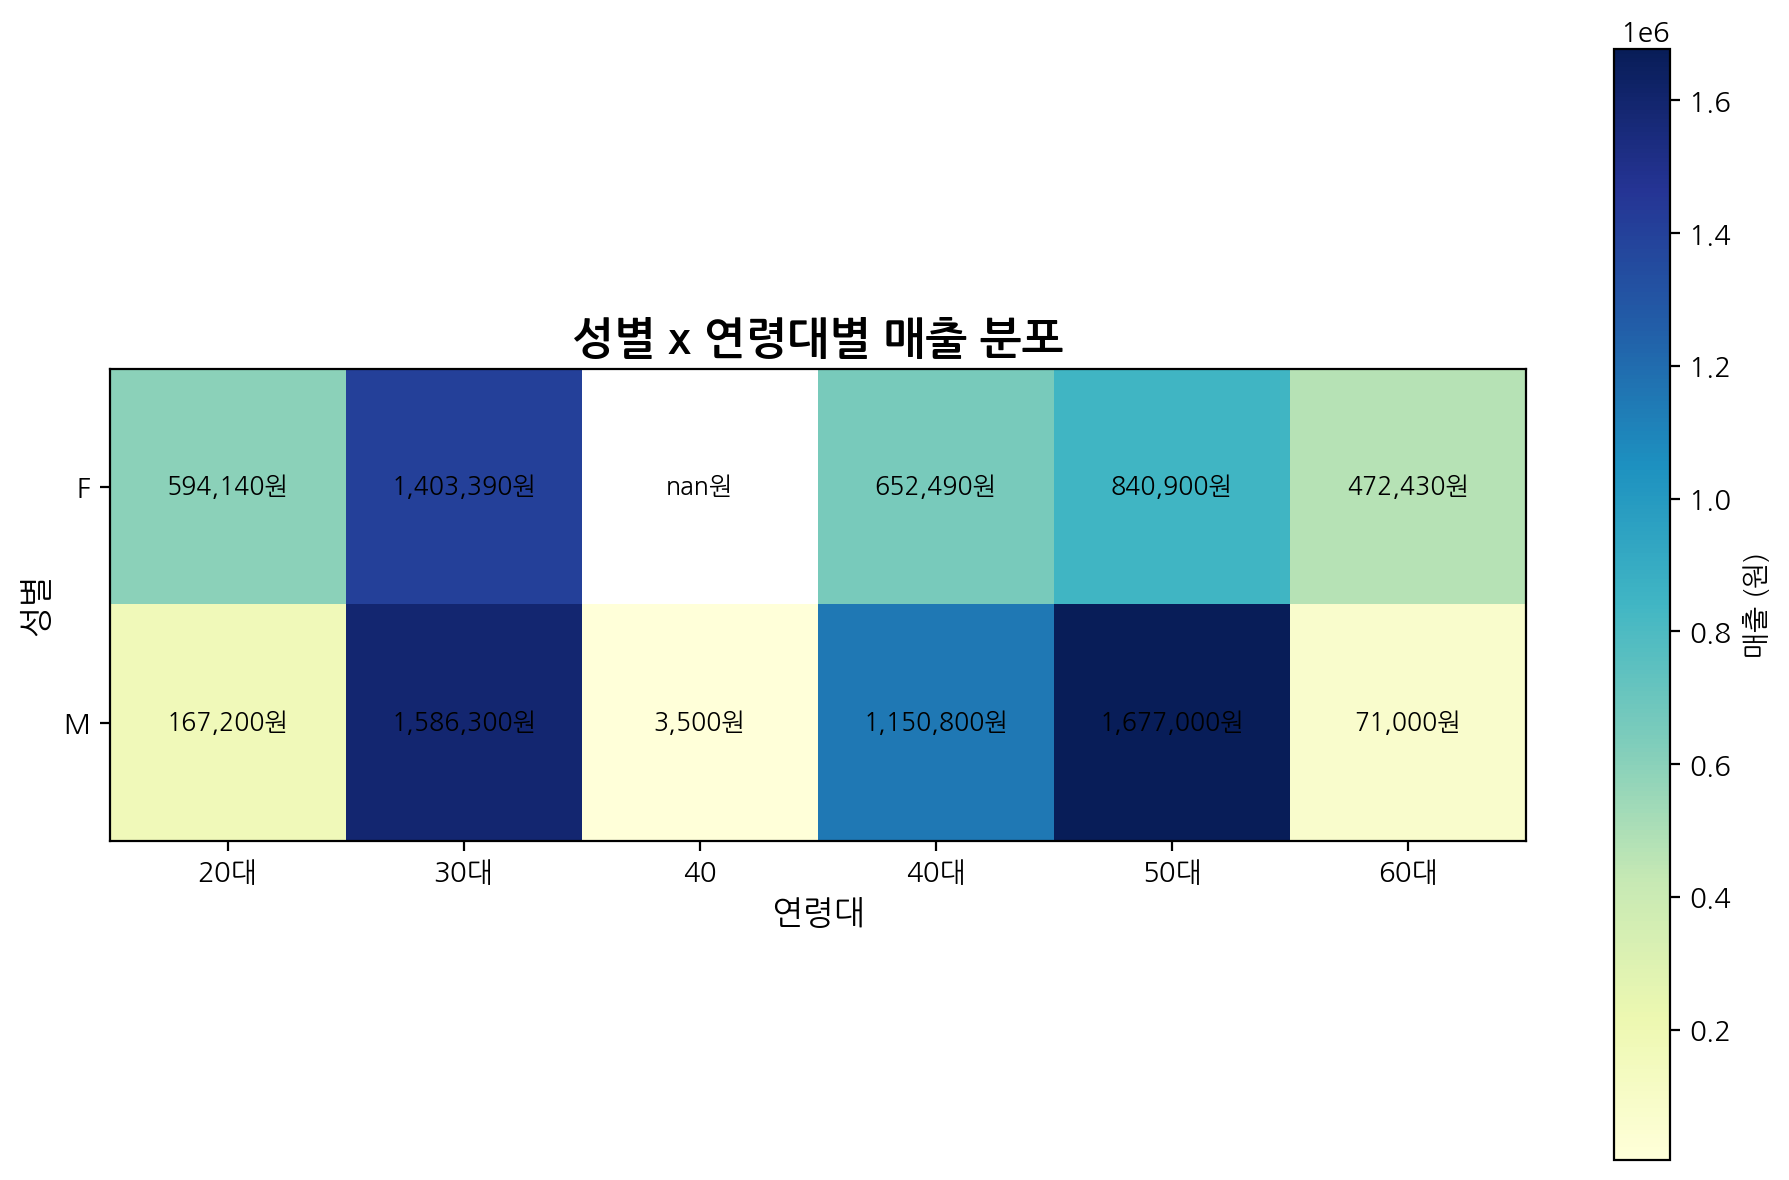 1e6
성별 x 연령대별 매출 분포
F
594,140원 1,403,390원 nan원 652,490원 840,900원 472,430원
M
167,200원 1,586,300원 3,500원 1,150,800원 1,677,000원 71,000원
20대 30대 40 40대 50대 60대
연령대
성별
1.6
1.4
1.2
1.0
0.8
0.6
0.4
0.2
매출 (원)